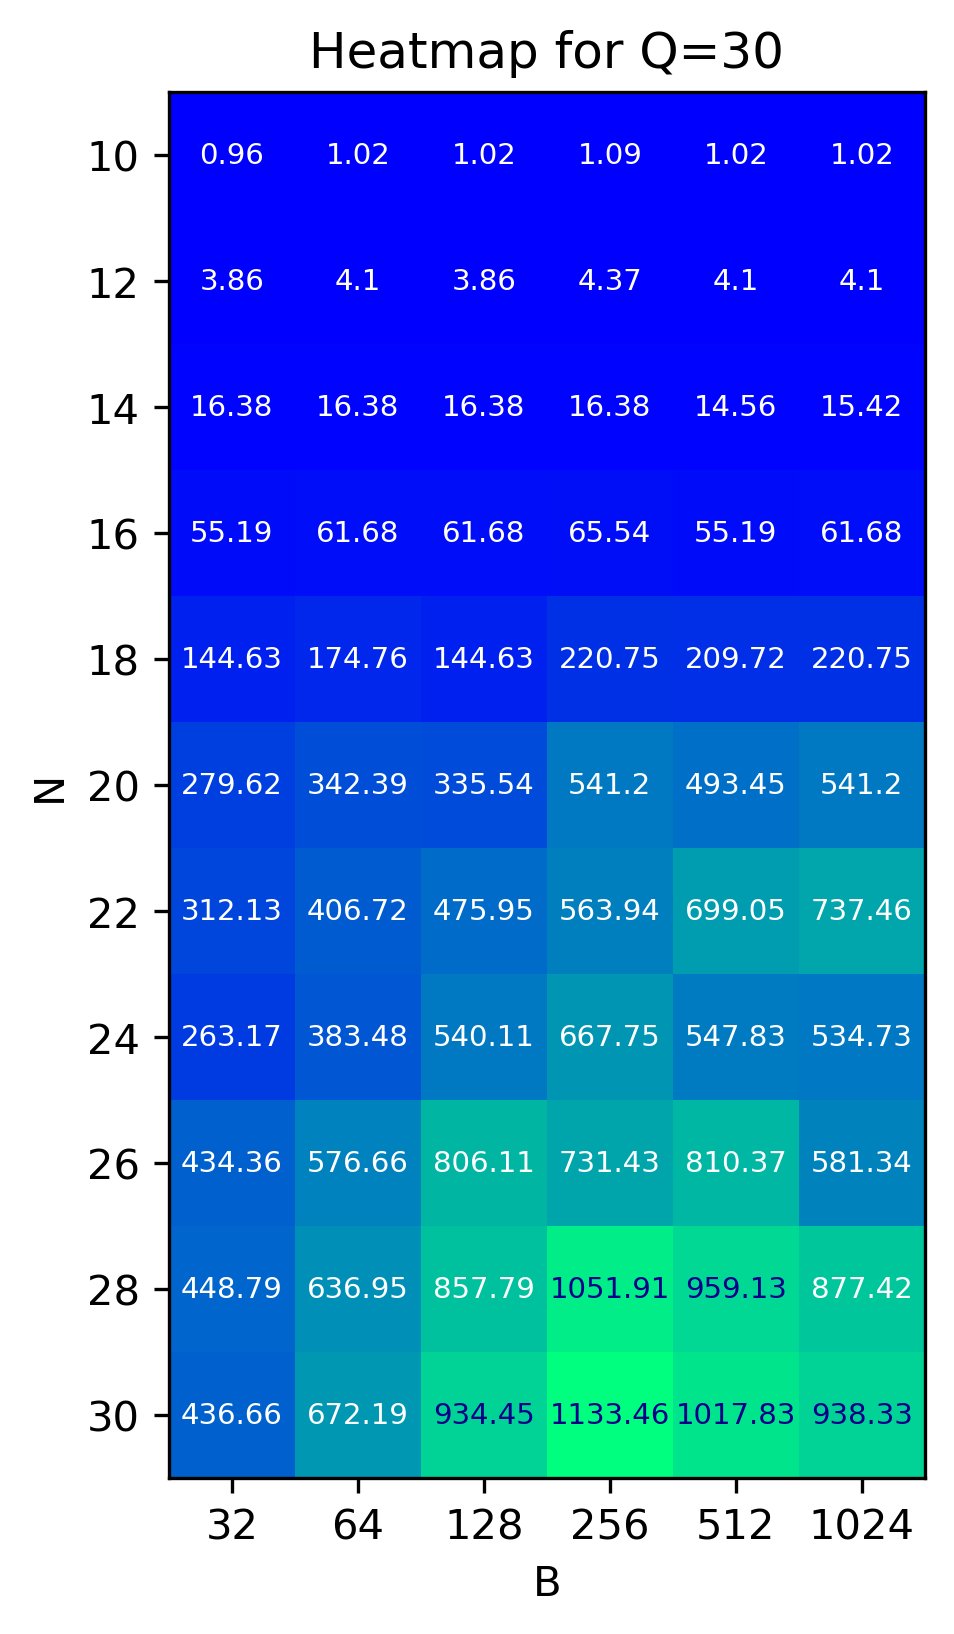 Heatmap for Q=30
10 0.96 1.02 1.02 1.09 1.02 1.02
12 3.86 4.1 3.86 4.37 4.1 4.1
14 16.38 16.38 16.38 16.38 14.56 15.42
16 55.19 61.68 61.68 65.54 55.19 61.68
18 144.63 174.76 144.63 220.75 209.72 220.75
N
20 279.62 342.39 335.54 541.2 493.45 541.2
22 312.13 406.72 475.95 563.94 699.05 737.46
24 263.17 383.48 540.11 667.75 547.83 534.73
26 434.36 576.66 806.11 731.43 810.37 581.34
28 448.79 636.95 857.79 1051.91 959.13 877.42
30 436.66 672.19 934.45 1133.46 1017.83 938.33
32 64 128 256 512 1024
B